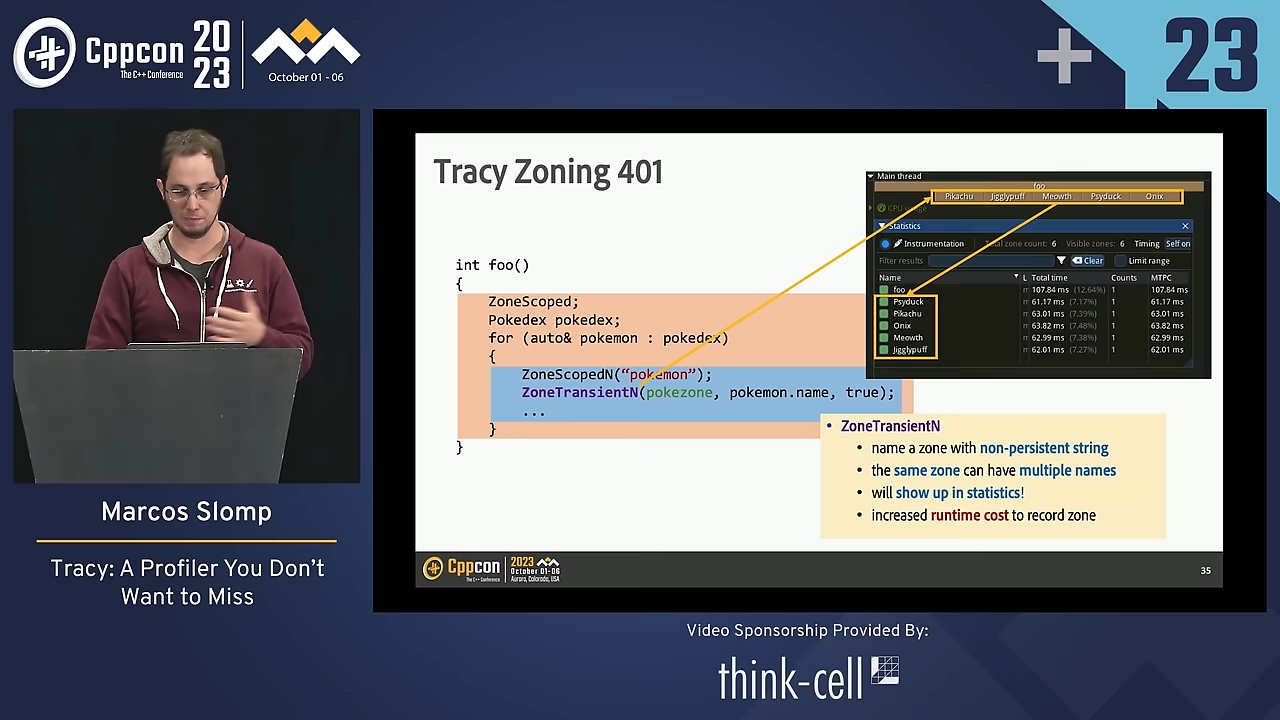 Cppcon
The C++ Conference
20
23
October 01 - 06
23
Tracy Zoning 401
int foo()
{
ZoneScoped;
Pokedex pokedex;
for (auto& pokemon : pokedex)
{
ZoneScopedN(“pokemon”);
ZoneTransientN(pokezone, pokemon.name, true);
...
}
}
Main thread
foo
Pikachu Jigglypuff Meowth Psyduck Onix
CPU usage
Statistics
Instrumentation Total zone count: 6 Visible zones: 6 Timing Self on
Filter results Clear Limit range
Name Total time Counts MTPC
foo 107.84 ms (12.64%) 1 107.84 ms
Psyduck 61.17 ms (7.17%) 1 61.17 ms
Pikachu 63.01 ms (7.39%) 1 63.01 ms
Onix 63.82 ms (7.48%) 1 63.82 ms
Meowth 62.99 ms (7.38%) 1 62.99 ms
Jigglypuff 62.01 ms (7.27%) 1 62.01 ms
• ZoneTransientN
• name a zone with non-persistent string
• the same zone can have multiple names
• will show up in statistics!
• increased runtime cost to record zone
Cppcon
The C++ Conference
2023
October 01-06
Aurora, Colorado, USA
35
Marcos Slomp
Tracy: A Profiler You Don’t
Want to Miss
Video Sponsorship Provided By:
think-cell